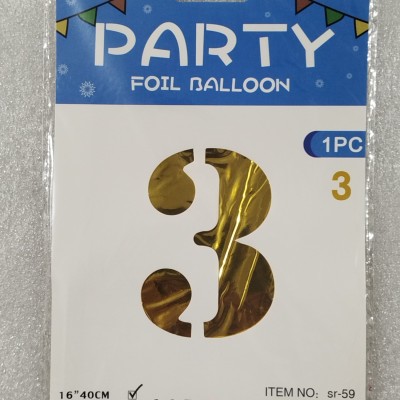 PARTY
FOIL BALLOON
1PC
3
3
16"40CM
ITEM NO: sr-59